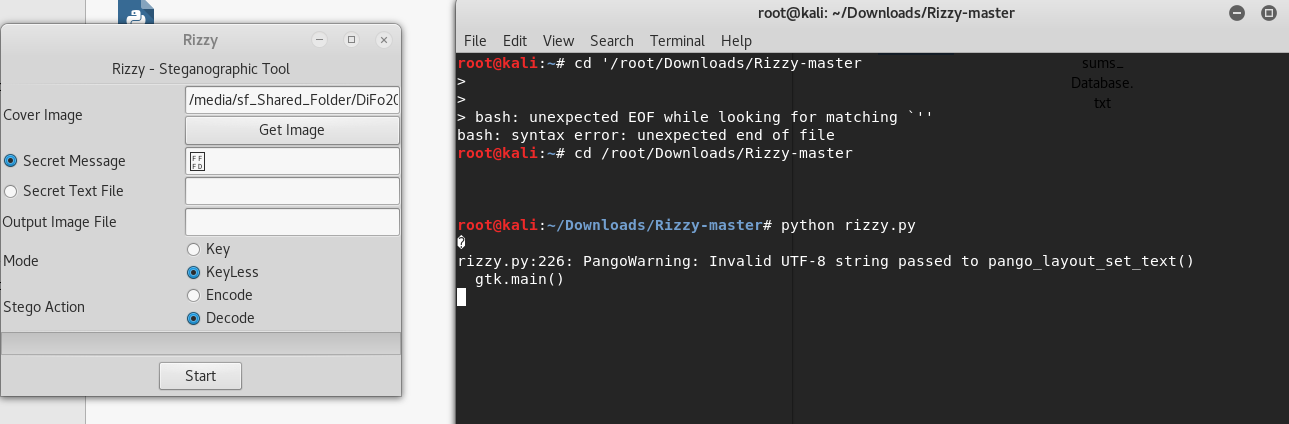 Rizzy
Rizzy - Steganographic Tool
Cover Image
/media/sf_Shared_Folder/DiFo20
Get Image
Secret Message
FFFD
Secret Text File
Output Image File
Mode
Key
KeyLess
Stego Action
Encode
Decode
Start
root@kali: ~/Downloads/Rizzy-master
File Edit View Search Terminal Help
root@kali:~# cd '/root/Downloads/Rizzy-master
>
>
> bash: unexpected EOF while looking for matching `''
bash: syntax error: unexpected end of file
root@kali:~# cd /root/Downloads/Rizzy-master
root@kali:~/Downloads/Rizzy-master# python rizzy.py
�
rizzy.py:226: PangoWarning: Invalid UTF-8 string passed to pango_layout_set_text()
gtk.main()
sums_
Database.
txt